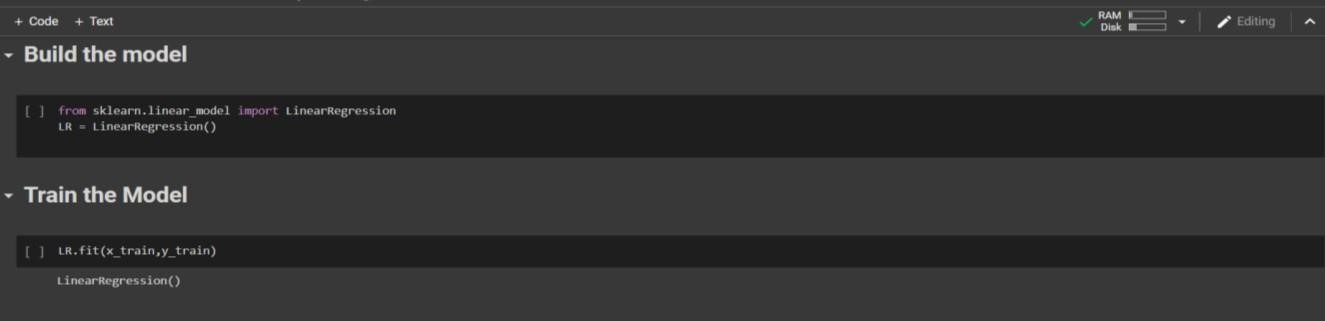 + Code + Text
RAM
Disk
Editing
Build the model
[ ] from sklearn.linear_model import LinearRegression
LR = LinearRegression()
Train the Model
[ ] LR.fit(x_train,y_train)
LinearRegression()